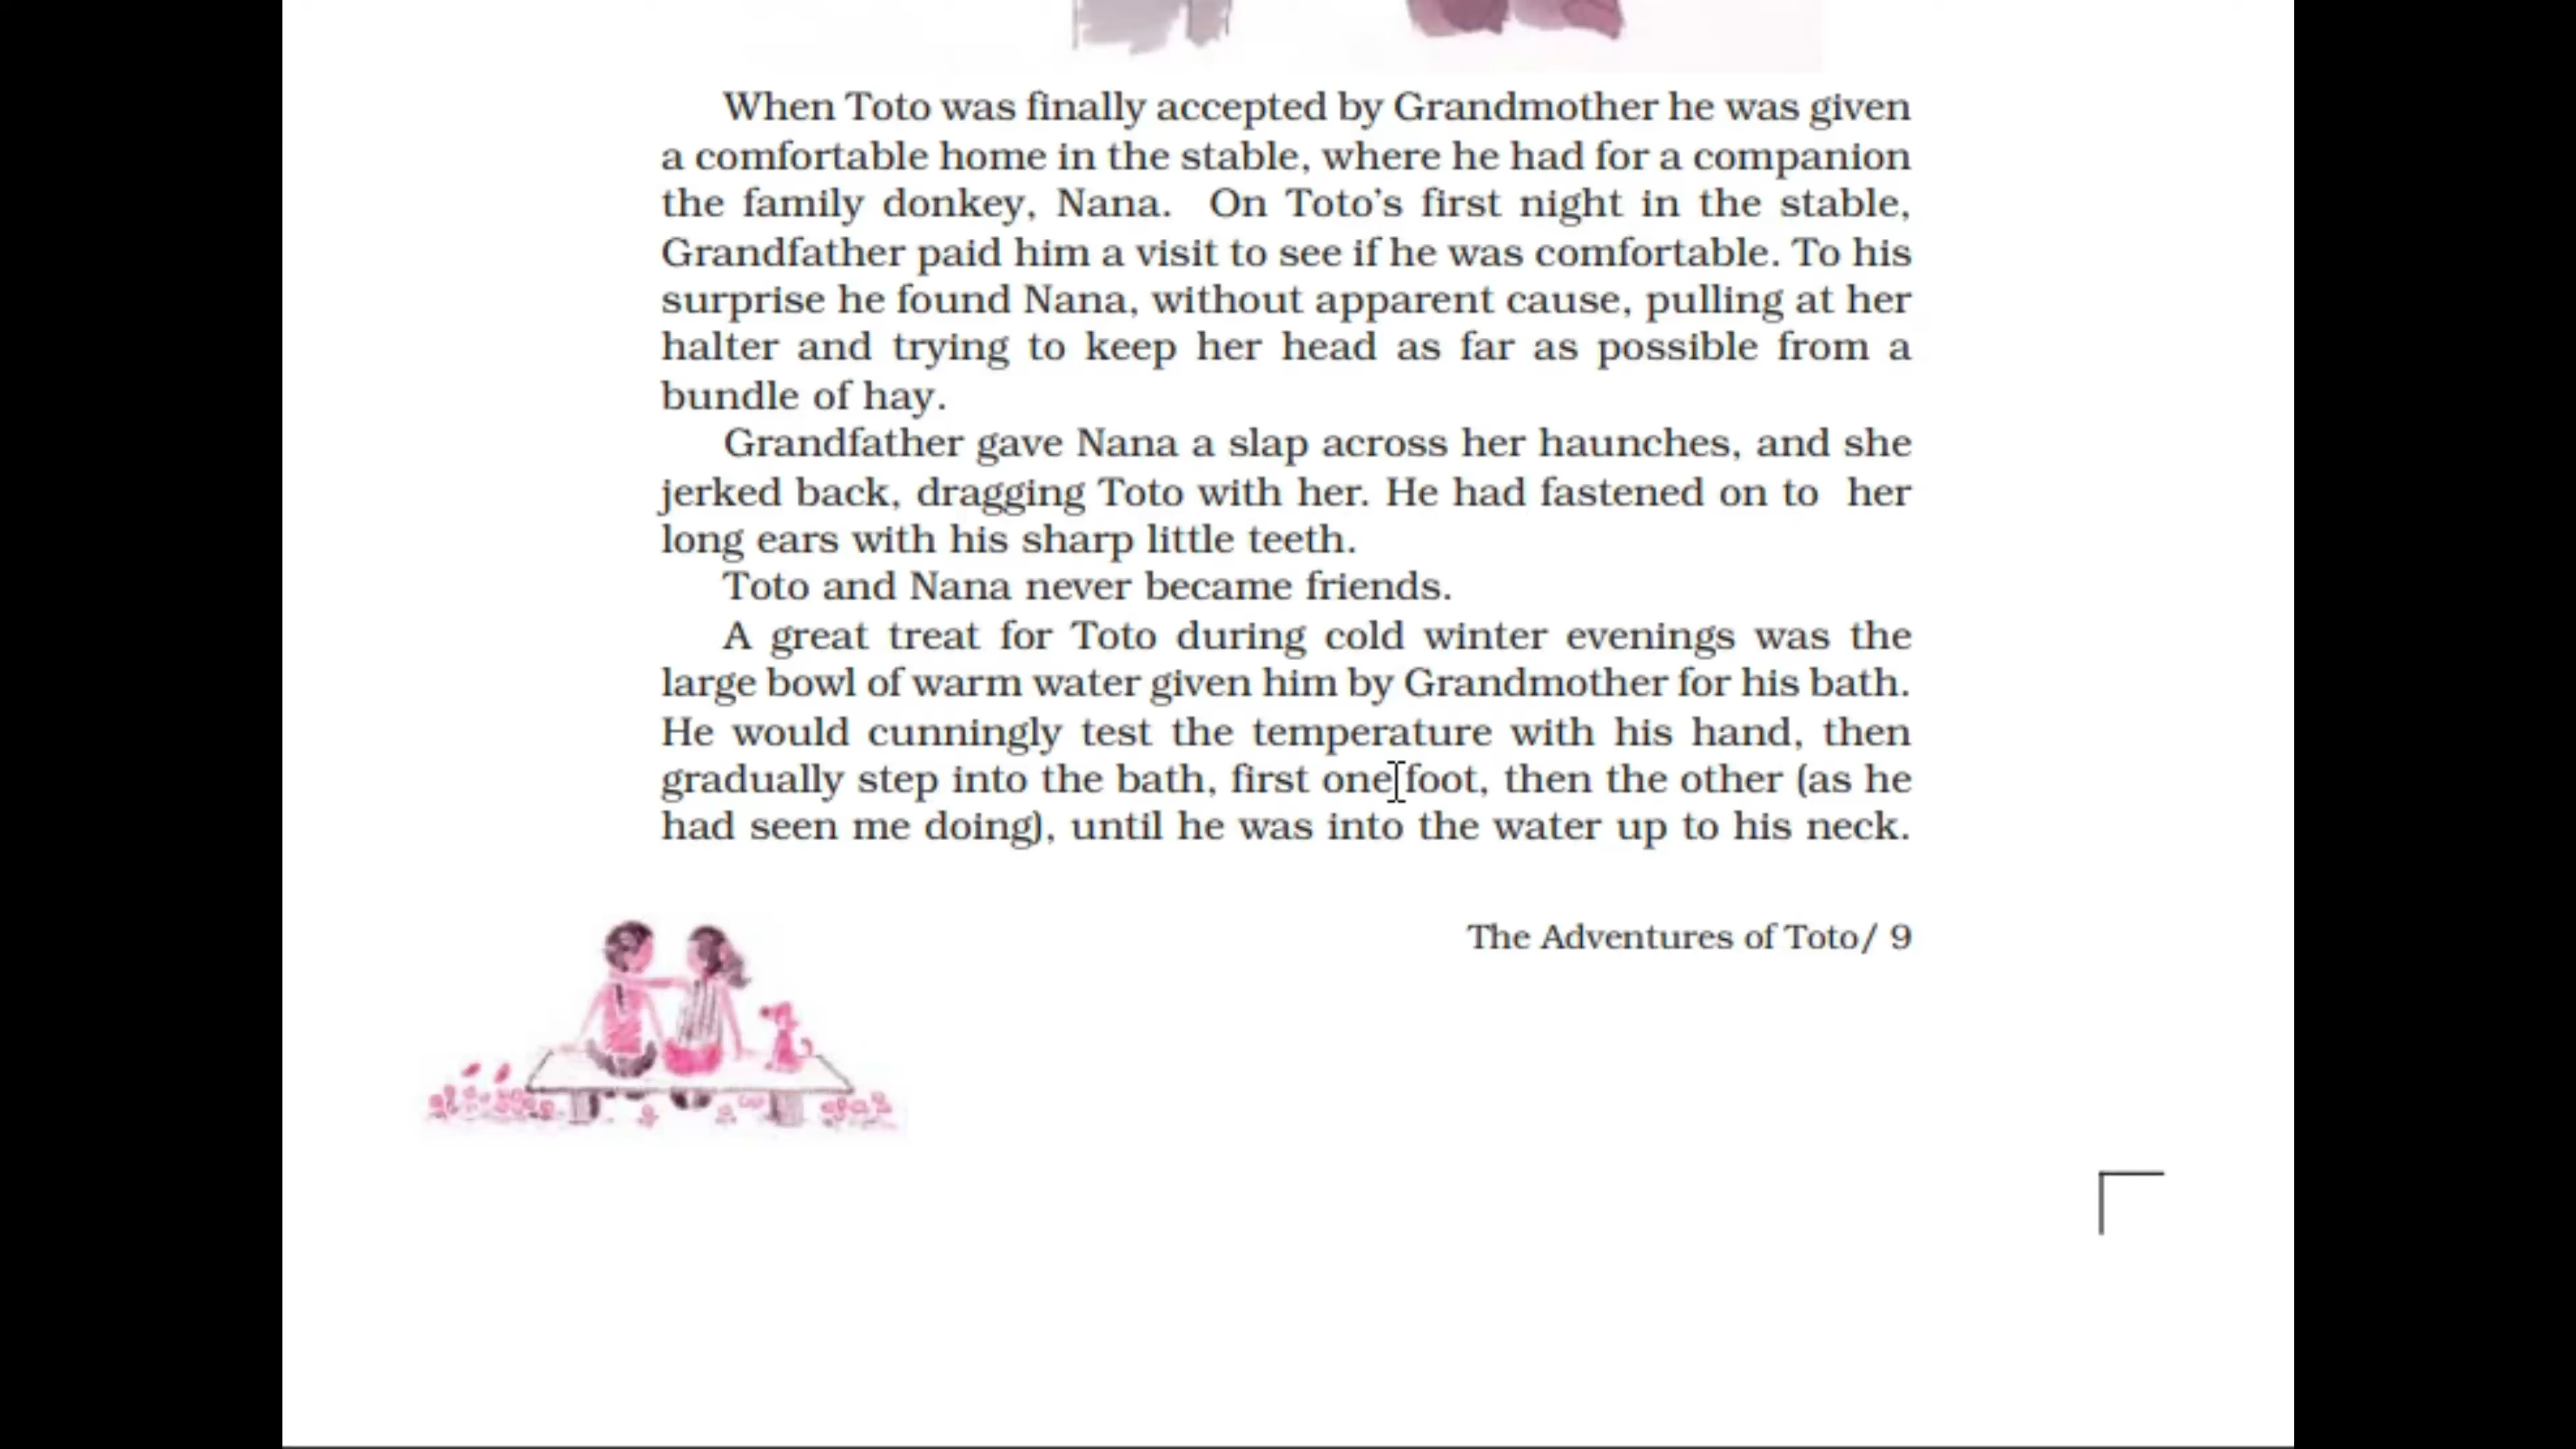 When Toto was finally accepted by Grandmother he was given
a comfortable home in the stable, where he had for a companion
the family donkey, Nana. On Toto's first night in the stable,
Grandfather paid him a visit to see if he was comfortable. To his
surprise he found Nana, without apparent cause, pulling at her
halter and trying to keep her head as far as possible from a
bundle of hay.
Grandfather gave Nana a slap across her haunches, and she
jerked back, dragging Toto with her. He had fastened on to her
long ears with his sharp little teeth.
Toto and Nana never became friends.
A great treat for Toto during cold winter evenings was the
large bowl of warm water given him by Grandmother for his bath.
He would cunningly test the temperature with his hand, then
gradually step into the bath, first one foot, then the other (as he
had seen me doing), until he was into the water up to his neck.
The Adventures of Toto/ 9